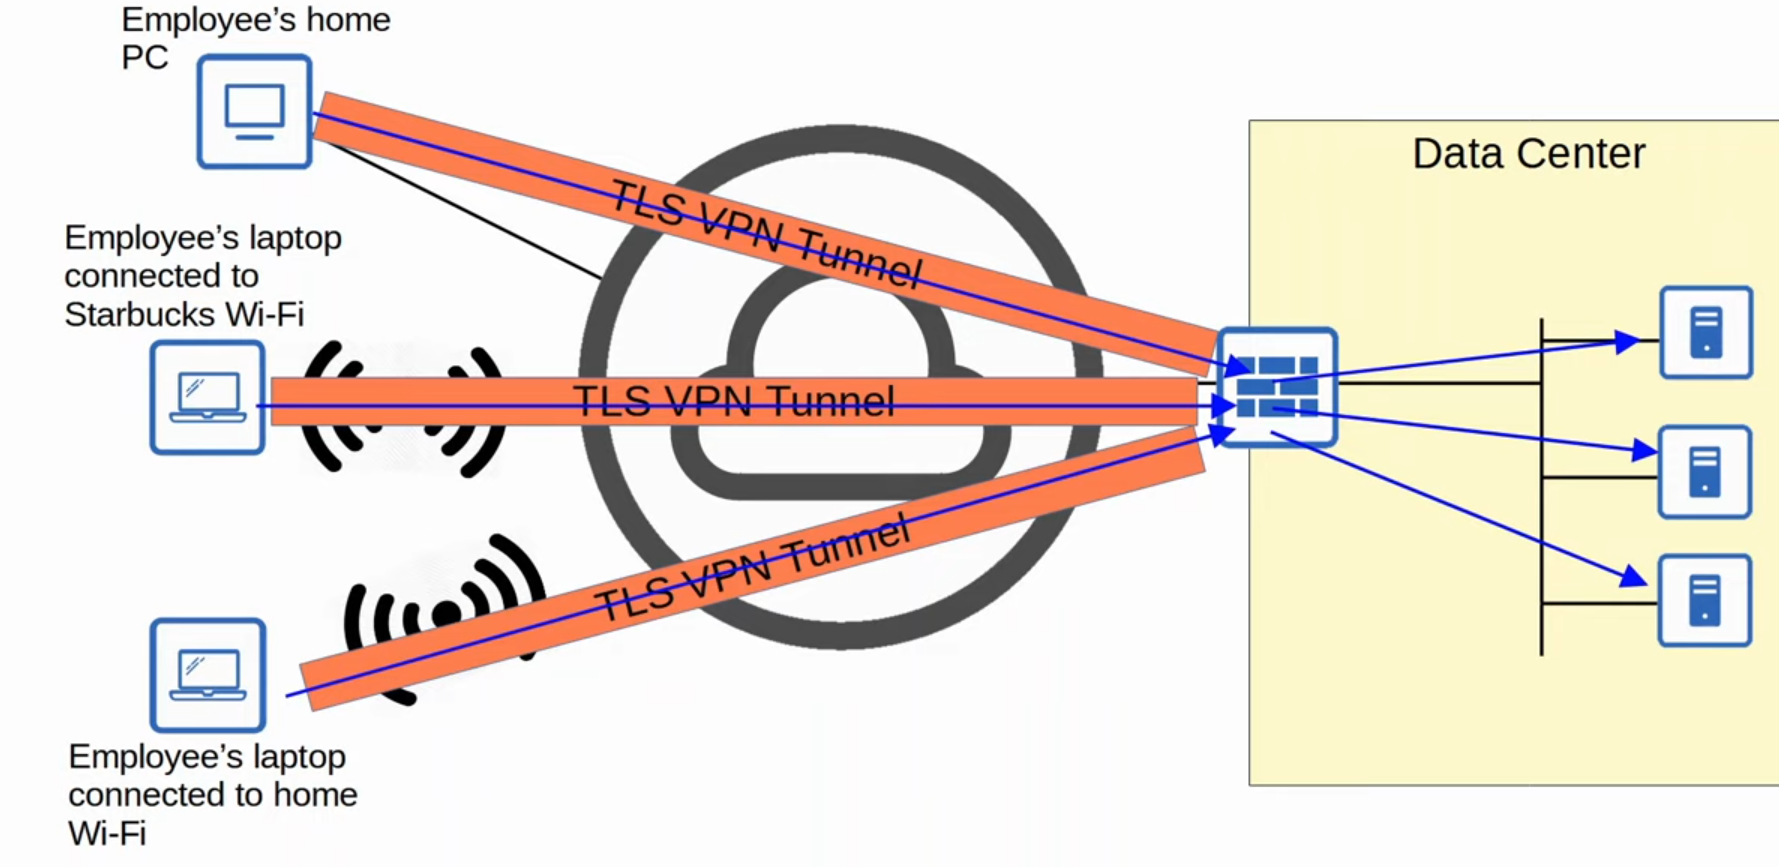 Employee’s home
PC
TLS VPN Tunnel
Data Center
Employee’s laptop
connected to
Starbucks Wi-Fi
TLS VPN Tunnel
TLS VPN Tunnel
Employee’s laptop
connected to home
Wi-Fi